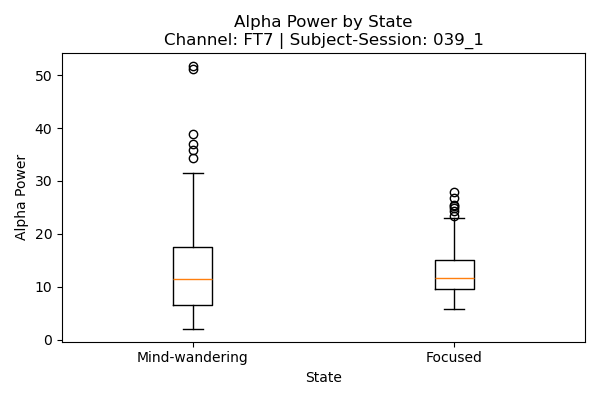 Alpha Power by State
Channel: FT7 | Subject-Session: 039_1
50
40
30
20
10
0
Alpha Power
Mind-wandering
Focused
State